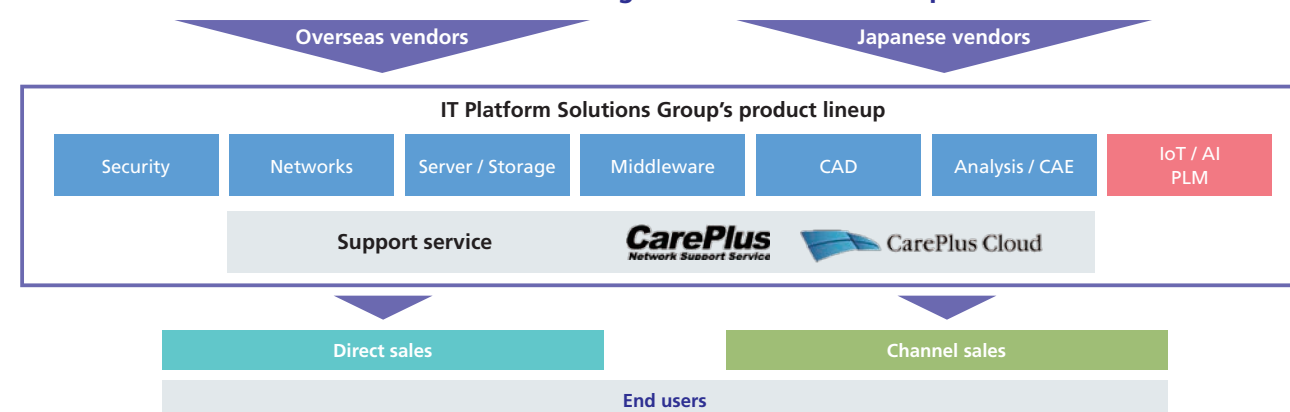 Overseas vendors
Japanese vendors
IT Platform Solutions Group's product lineup
Security
Networks
Server / Storage
Middleware
CAD
Analysis / CAE
IoT / AI
PLM
Support service
CarePlus
Network Support Service
CarePlus Cloud
Direct sales
Channel sales
End users